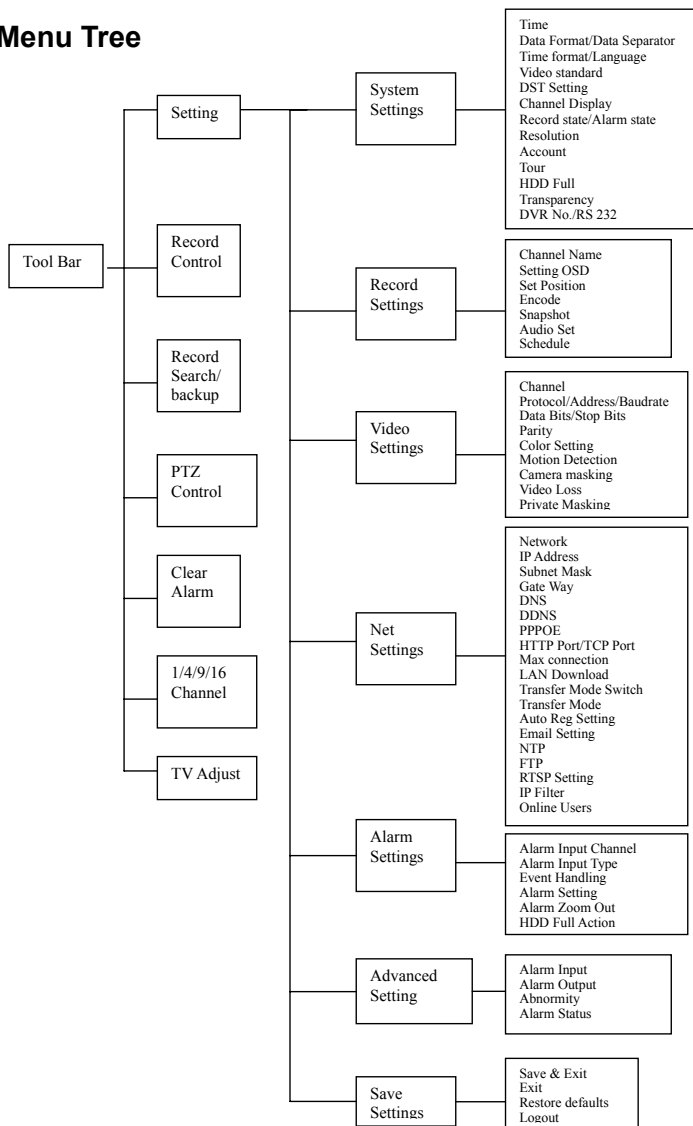 Menu Tree
Tool Bar
Setting
Record
Control
Record
Search/
backup
PTZ
Control
Clear
Alarm
1/4/9/16
Channel
TV Adjust
System
Settings
Time
Data Format/Data Separator
Time format/Language
Video standard
DST Setting
Channel Display
Record state/Alarm state
Resolution
Account
Tour
HDD Full
Transparency
DVR No./RS 232
Record
Settings
Channel Name
Setting OSD
Set Position
Encode
Snapshot
Audio Set
Schedule
Video
Settings
Channel
Protocol/Address/Baudrate
Data Bits/Stop Bits
Parity
Color Setting
Motion Detection
Camera masking
Video Loss
Private Masking
Net
Settings
Network
IP Address
Subnet Mask
Gate Way
DNS
DDNS
PPPOE
HTTP Port/TCP Port
Max connection
LAN Download
Transfer Mode Switch
Transfer Mode
Auto Reg Setting
Email Setting
NTP
FTP
RTSP Setting
IP Filter
Online Users
Alarm
Settings
Alarm Input Channel
Alarm Input Type
Event Handling
Alarm Setting
Alarm Zoom Out
HDD Full Action
Advanced
Setting
Alarm Input
Alarm Output
Abnormity
Alarm Status
Save
Settings
Save & Exit
Exit
Restore defaults
Logout